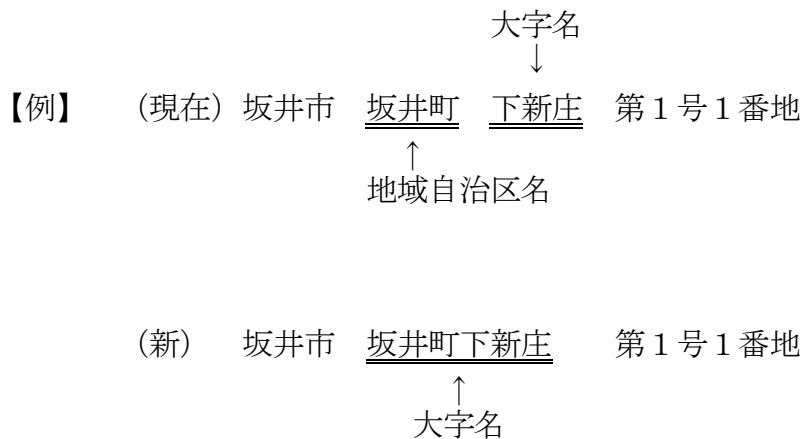 大字名
↓
【例】 （現在）坂井市 坂井町 下新庄 第１号１番地
↑
地域自治区名
（新） 坂井市 坂井町下新庄 第１号１番地
↑
大字名